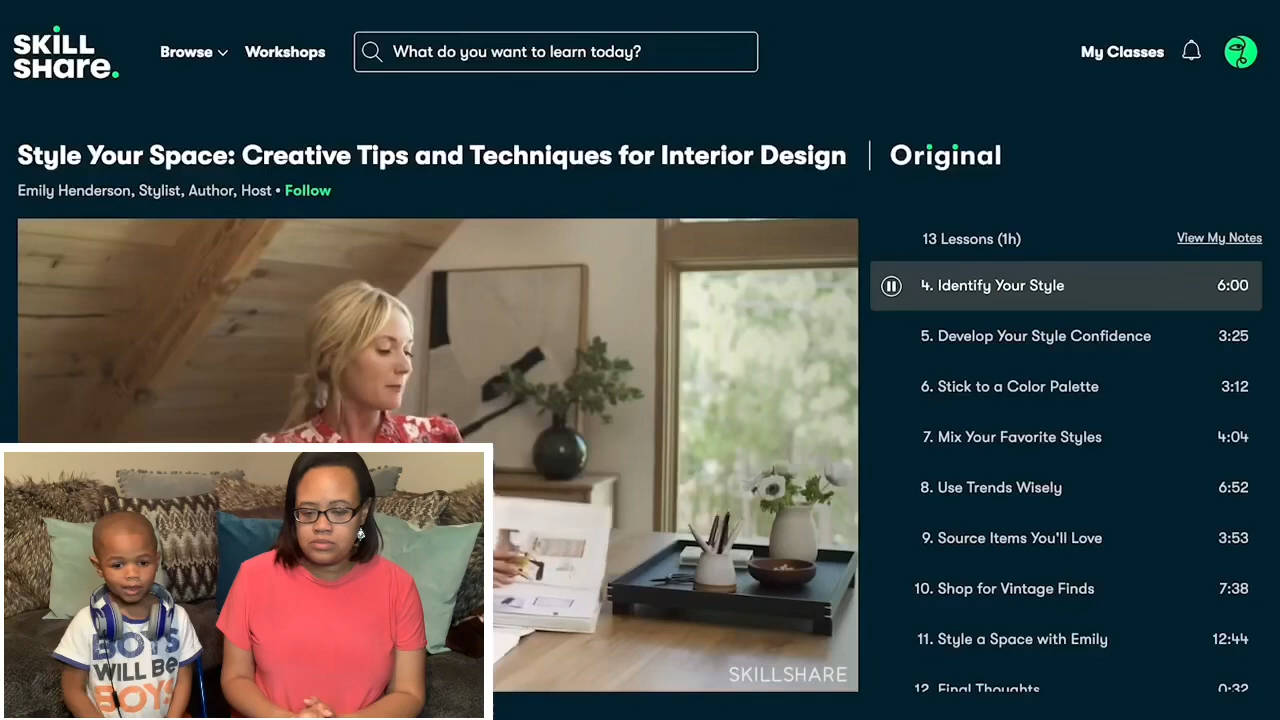 SKILL
SHARE.
Browse
Workshops
What do you want to learn today?
My Classes
Style Your Space: Creative Tips and Techniques for Interior Design
Original
Emily Henderson, Stylist, Author, Host • Follow
13 Lessons (1h)
View My Notes
4. Identify Your Style 6:00
5. Develop Your Style Confidence 3:25
6. Stick to a Color Palette 3:12
7. Mix Your Favorite Styles 4:04
8. Use Trends Wisely 6:52
9. Source Items You'll Love 3:53
10. Shop for Vintage Finds 7:38
11. Style a Space with Emily 12:44
12. Final Thoughts 0:32
SKILLSHARE
BOYS
WILL BE
BOYS